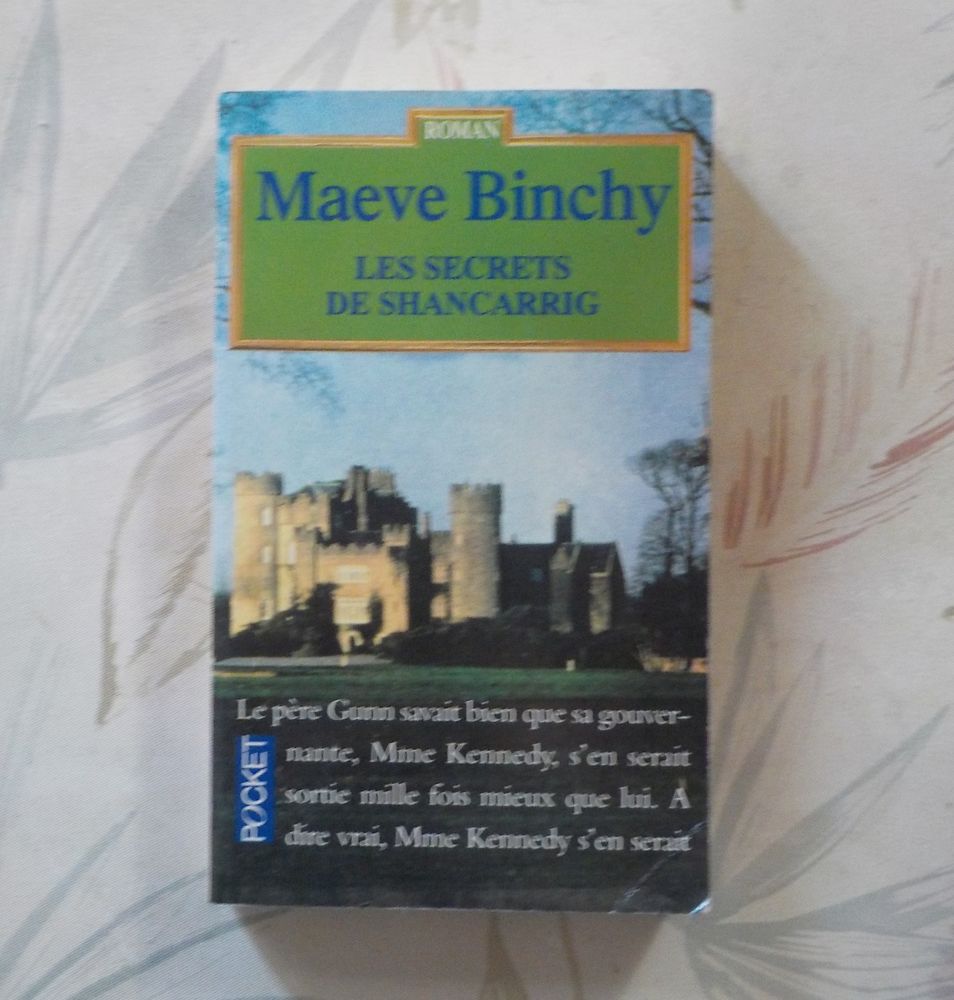 ROMAN
Maeve Binchy
LES SECRETS
DE SHANCARRIG
Le père Gunn savait bien que sa gouver-
nante, Mme Kennedy, s'en serait
sortie mille fois mieux que lui. A
dire vrai, Mme Kennedy s'en serait
POCKET